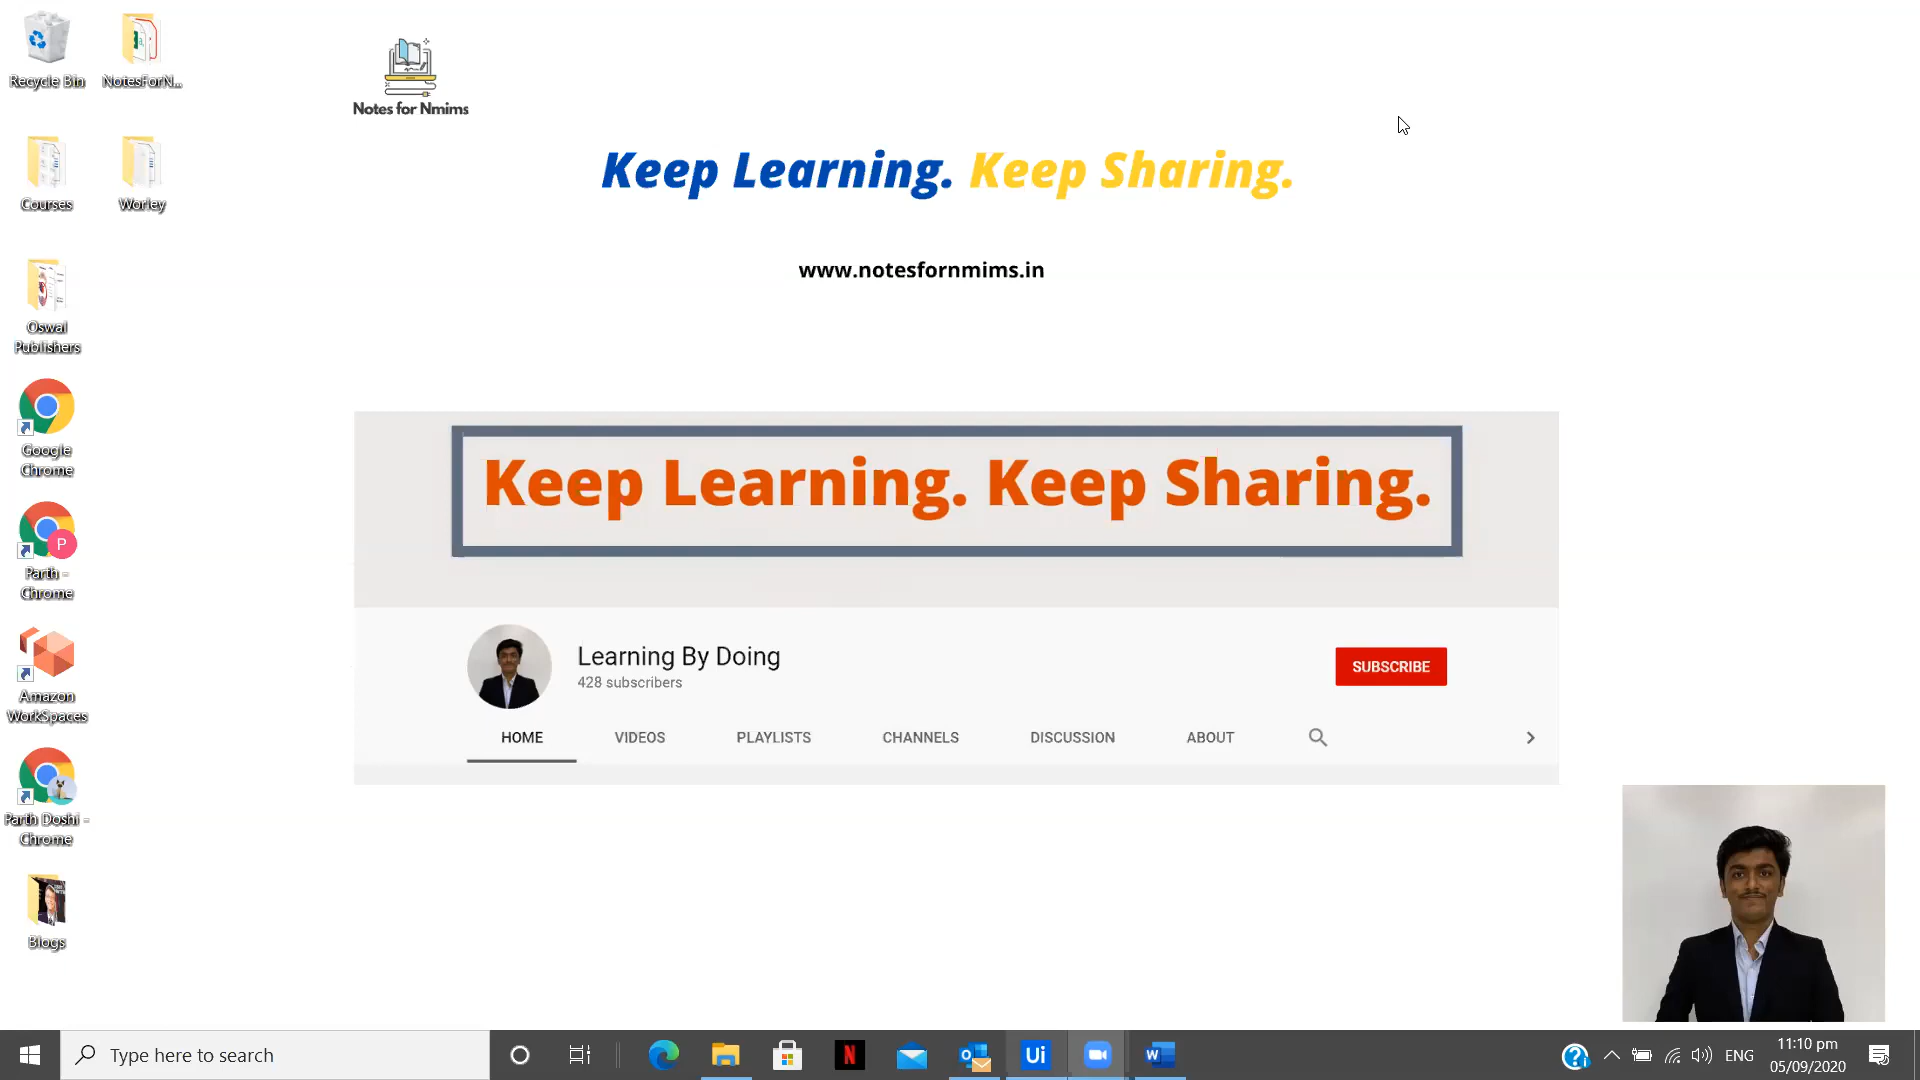 Recycle Bin
NotesForN...
Courses
Worley
Oswal
Publishers
Google
Chrome
P
Parth -
Chrome
Amazon
WorkSpaces
Parth Doshi -
Chrome
Blogs
Notes for Nmims
Keep Learning. Keep Sharing.
www.notesfornmims.in
Keep Learning. Keep Sharing.
Learning By Doing
428 subscribers
SUBSCRIBE
HOME VIDEOS PLAYLISTS CHANNELS DISCUSSION ABOUT
Type here to search
N
Ui
W
ENG
11:10 pm
05/09/2020